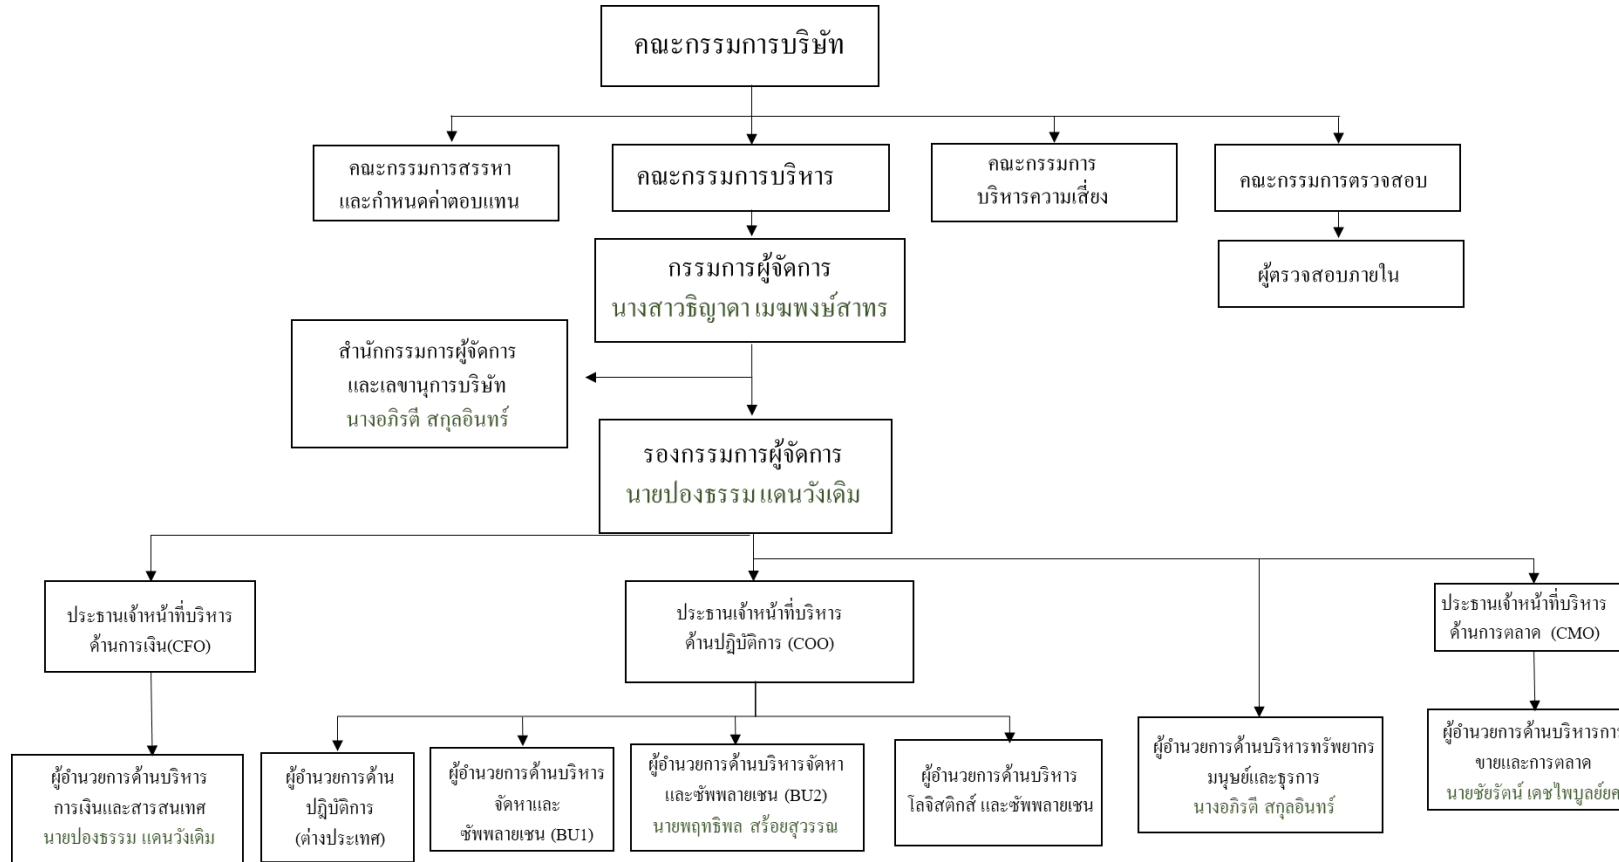 คณะกรรมการบริษัท
คณะกรรมการสรรหา
และกำหนดค่าตอบแทน
คณะกรรมการบริหาร
คณะกรรมการ
บริหารความเสี่ยง
คณะกรรมการตรวจสอบ
ผู้ตรวจสอบภายใน
กรรมการผู้จัดการ
นางสาวธิญาดา เมฆพงษ์สาทร
สำนักกรรมการผู้จัดการ
และเลขานุการบริษัท
นางอภิรตี สกุลอินทร์
รองกรรมการผู้จัดการ
นายปองธรรม แดนวังเดิม
ประธานเจ้าหน้าที่บริหาร
ด้านการเงิน(CFO)
ประธานเจ้าหน้าที่บริหาร
ด้านปฏิบัติการ (COO)
ประธานเจ้าหน้าที่บริหาร
ด้านการตลาด (CMO)
ผู้อำนวยการด้านบริหาร
การเงินและสารสนเทศ
นายปองธรรม แดนวังเดิม
ผู้อำนวยการด้าน
ปฎิบัติการ
(ต่างประเทศ)
ผู้อำนวยการด้านบริหาร
จัดหาและ
ซัพพลายเชน (BU1)
ผู้อำนวยการด้านบริหารจัดหา
และซัพพลายเชน (BU2)
นายพฤทธิพล สร้อยสุวรรณ
ผู้อำนวยการด้านบริหาร
โลจิสติกส์ และซัพพลายเชน
ผู้อำนวยการด้านบริหารทรัพยากร
มนุษย์และธุรการ
นางอภิรตี สกุลอินทร์
ผู้อำนวยการด้านบริหารการ
ขายและการตลาด
นายชัยรัตน์